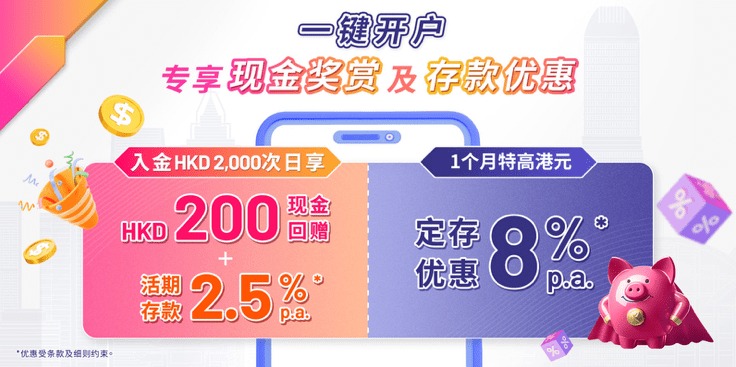 一键开户
专享现金奖赏及存款优惠
入金HKD 2,000次日享
HKD 200 现金回赠
+
活期存款 2.5%* p.a.
1个月特高港元
定存优惠 8%* p.a.
*优惠受条款及细则约束。